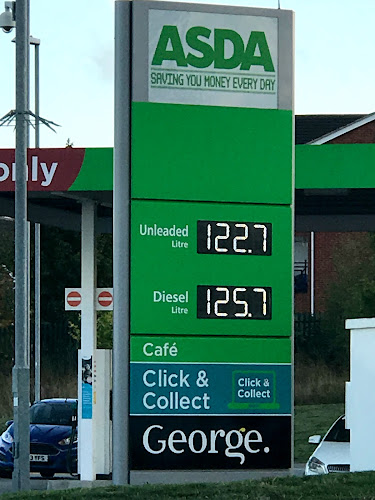 ASDA
SAVING YOU MONEY EVERY DAY
only
Unleaded 122.7
Litre
Diesel 125.7
Litre
Café
Click &
Collect
Click &
Collect
George.